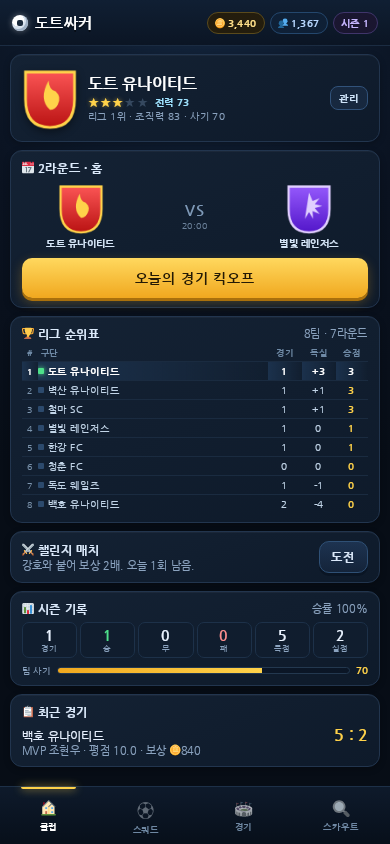 도트싸커 3,440 1,367 시즌 1
도트 유나이티드
전력 73
리그 1위 · 조직력 83 · 사기 70
관리
2라운드 · 홈
VS
20:00
도트 유나이티드 별빛 레인저스
오늘의 경기 킥오프
리그 순위표 8팀 · 7라운드
# 구단 경기 득실 승점
1 도트 유나이티드 1 +3 3
2 벽산 유나이티드 1 +1 3
3 철마 SC 1 +1 3
4 별빛 레인저스 1 0 1
5 한강 FC 1 0 1
6 청춘 FC 0 0 0
7 독도 웨일즈 1 -1 0
8 백호 유나이티드 2 -4 0
챌린지 매치
강호와 붙어 보상 2배. 오늘 1회 남음.
도전
시즌 기록 승률 100%
1 1 0 0 5 2
경기 승 무 패 득점 실점
팀 사기 70
최근 경기
백호 유나이티드 5 : 2
MVP 조현우 · 평점 10.0 · 보상 840
클럽 스쿼드 경기 스카우트